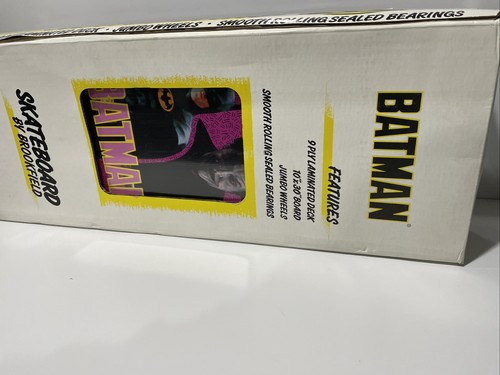 JUMBO WHEELS • SMOOTH ROLLING SEALED BEARINGS
BATMAN
®
FEATURES
9 PLY LAMINATED DECK
10"x 30" BOARD
JUMBO WHEELS
SMOOTH ROLLING SEALED BEARINGS
BATMAN
SKATEBOARD
BY BROOKFIELD